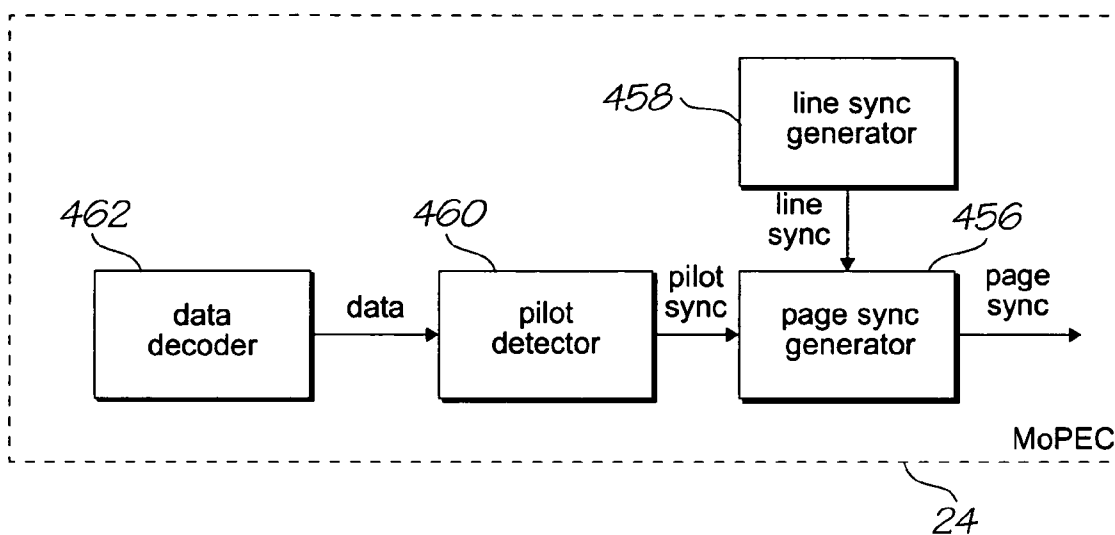 458
line sync
generator
462
460
line
sync
456
data
decoder
data
pilot
detector
pilot
sync
page sync
generator
page
sync
MoPEC
24